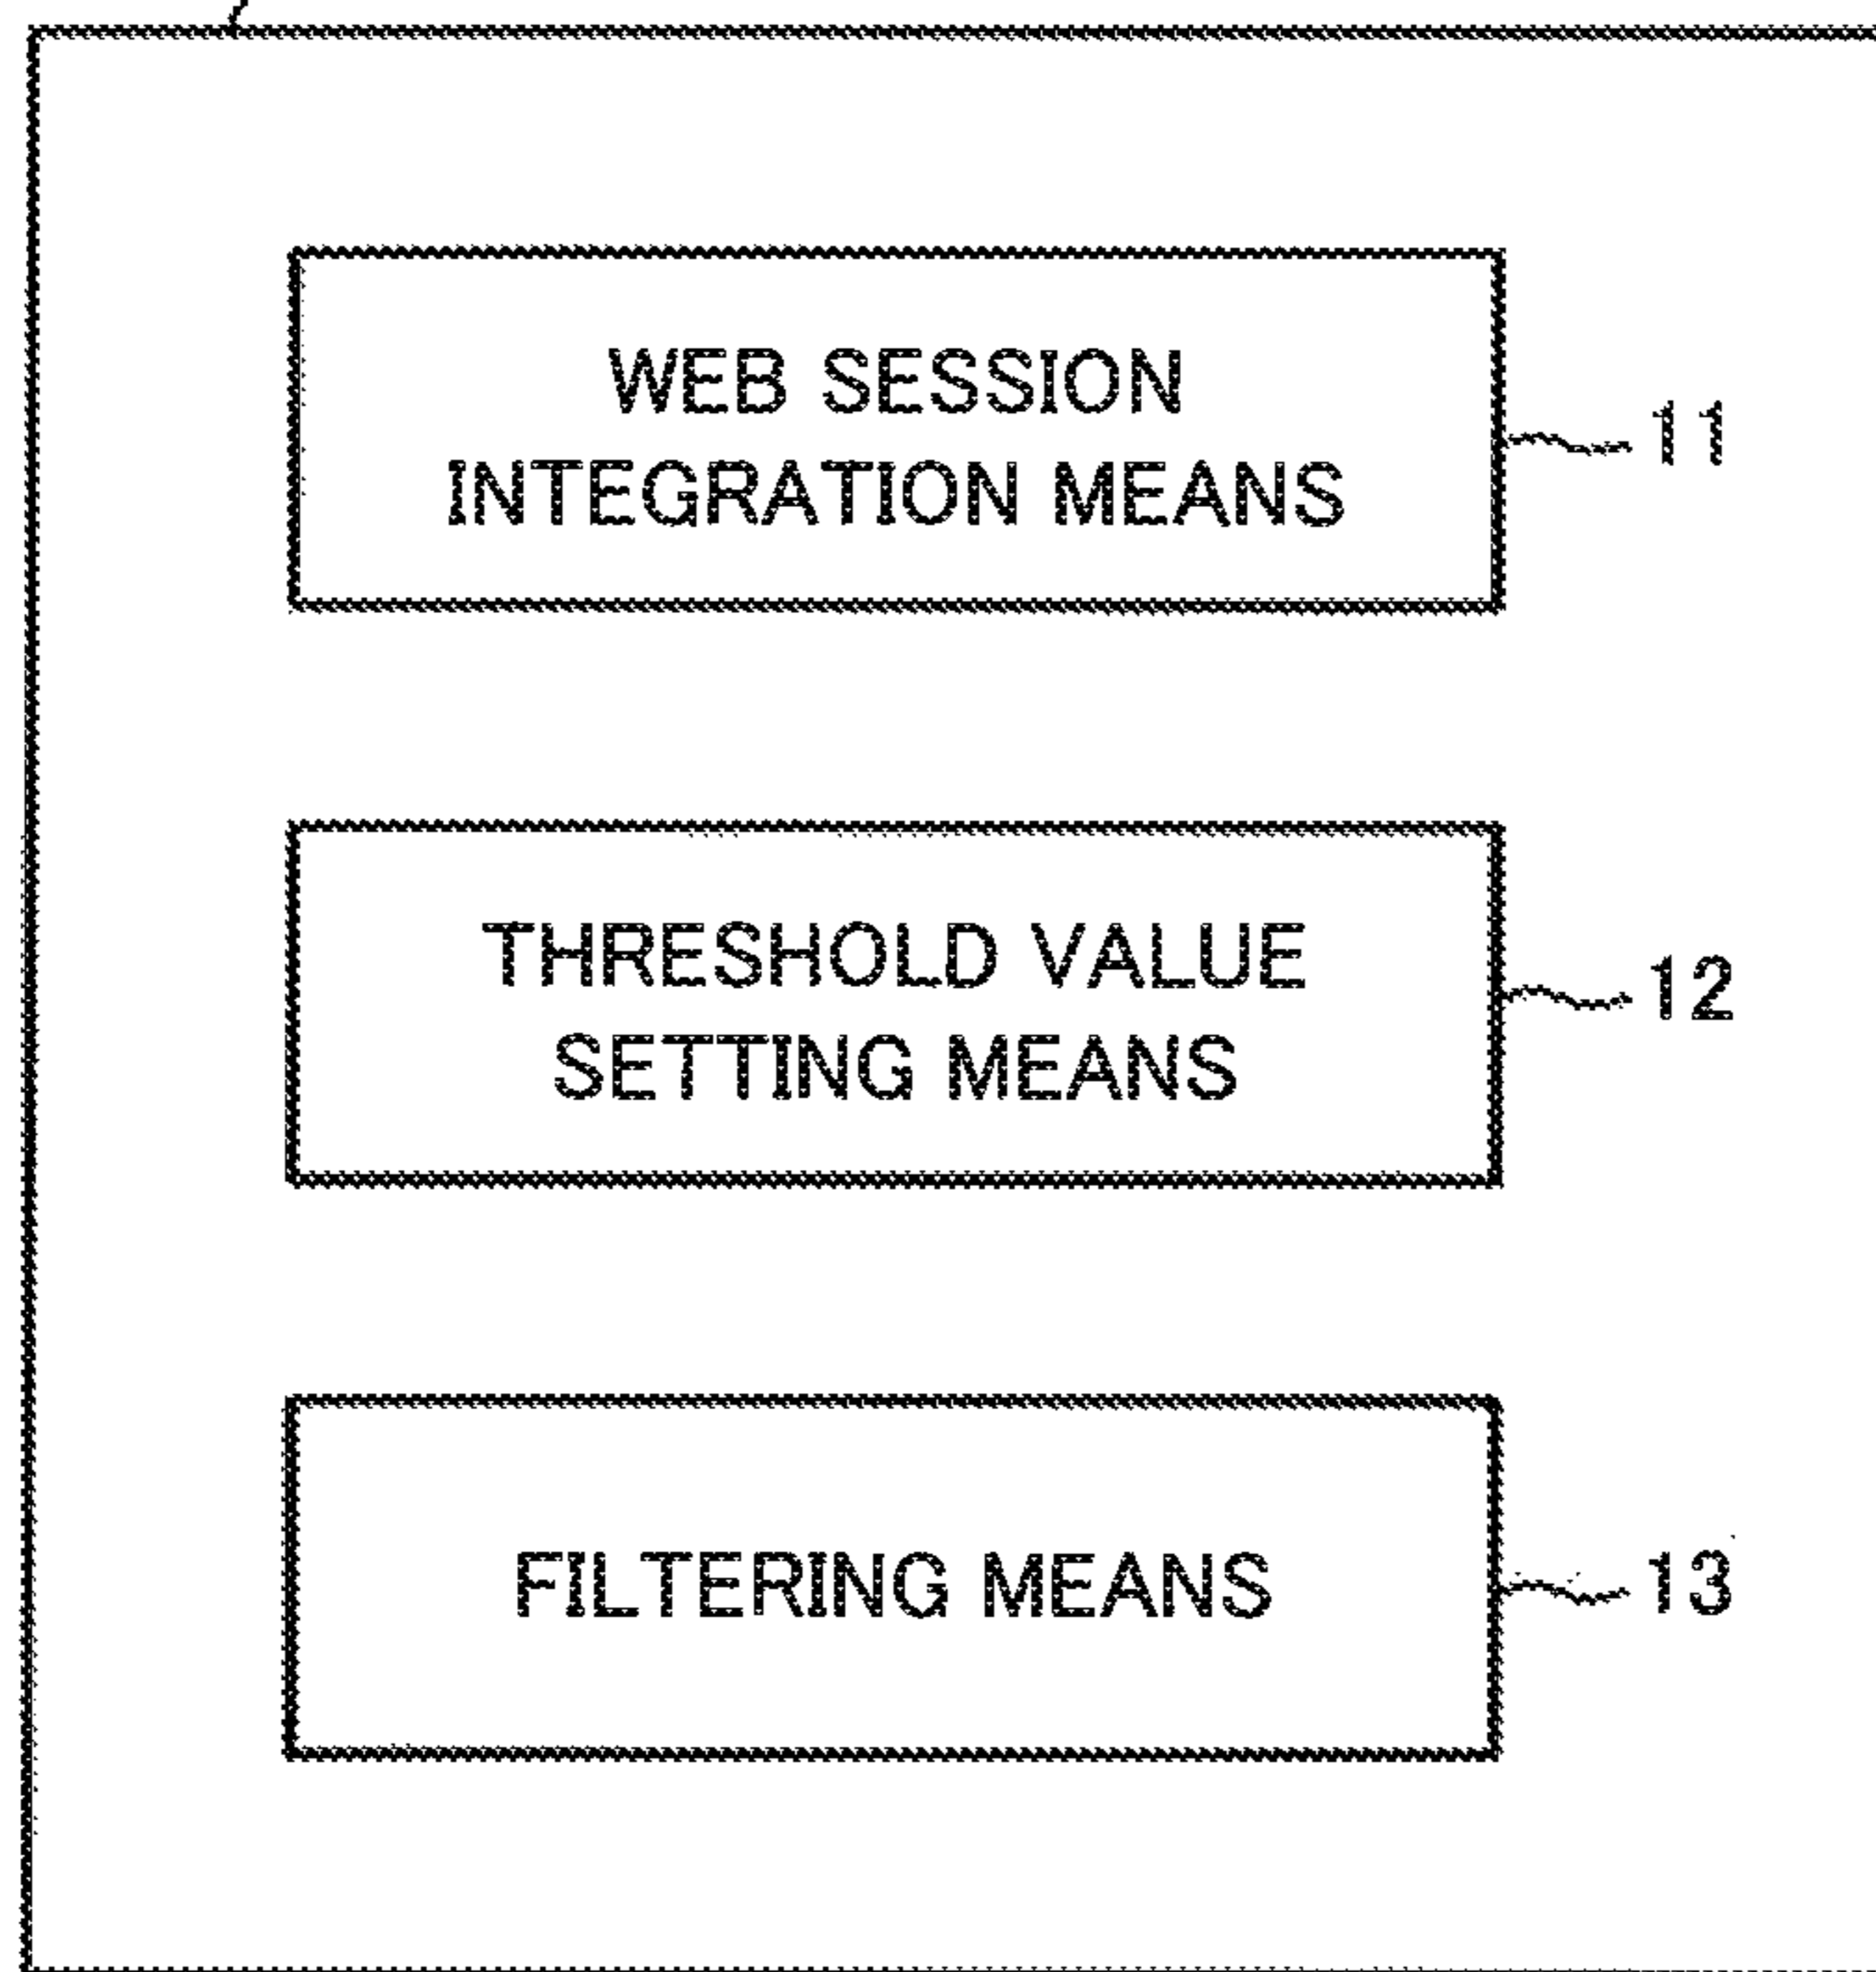 WEB SESSION
INTEGRATION MEANS
11
THRESHOLD VALUE
SETTING MEANS
12
FILTERING MEANS
13